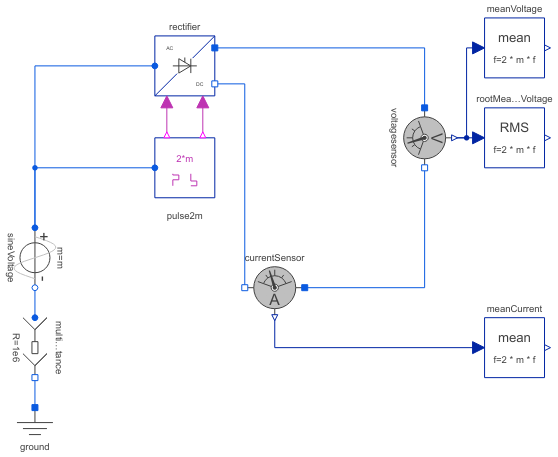 meanVoltage
mean
f=2 * m * f
rectifier
AC
DC
rootMea...Voltage
RMS
f=2 * m * f
voltagesensor
V
2*m
pulse2m
sineVoltage
+
-
m=m
currentSensor
A
meanCurrent
mean
f=2 * m * f
multi...tance
R=1e6
ground